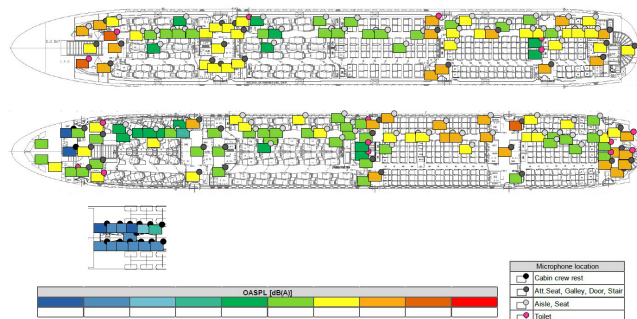 OASPL [dB(A)]
Microphone location
Cabin crew rest
Att.Seat, Galley, Door, Stair
Aisle, Seat
Toilet